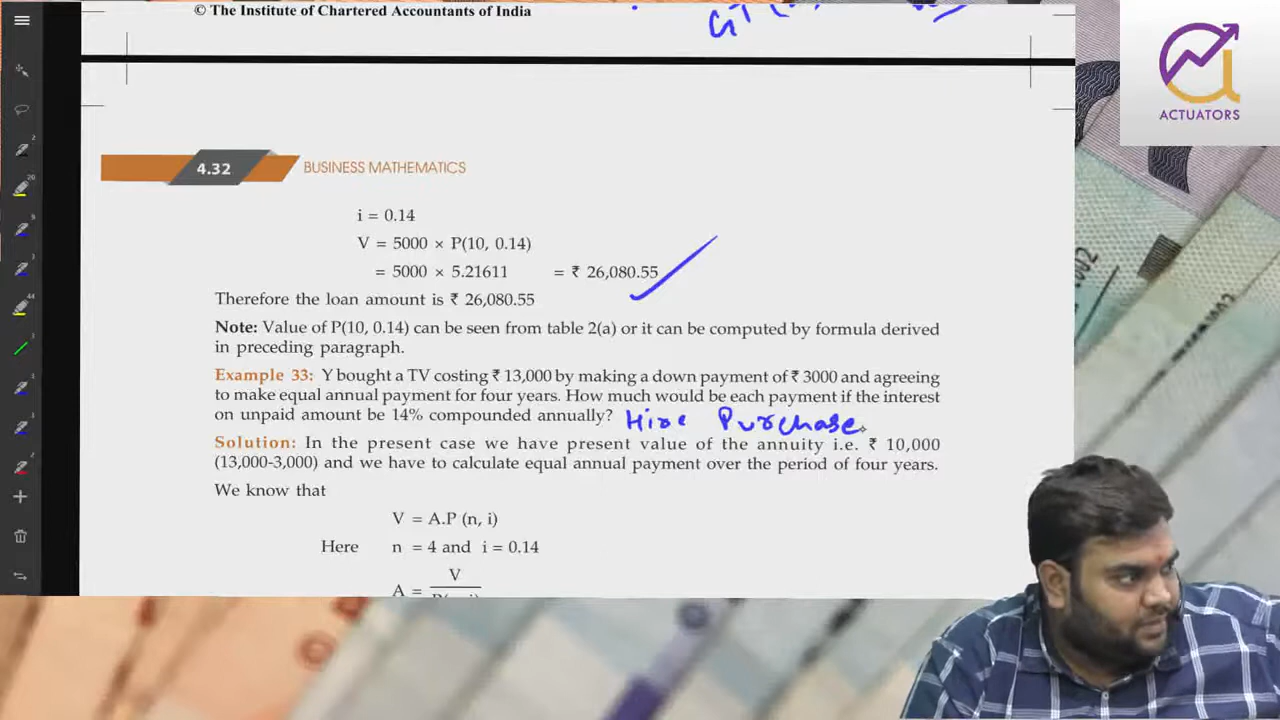 © The Institute of Chartered Accountants of India
ACTUATORS
4.32 BUSINESS MATHEMATICS
i = 0.14
V = 5000 × P(10, 0.14)
= 5000 × 5.21611 = ₹ 26,080.55
Therefore the loan amount is ₹ 26,080.55
Note: Value of P(10, 0.14) can be seen from table 2(a) or it can be computed by formula derived
in preceding paragraph.
Example 33: Y bought a TV costing ₹ 13,000 by making a down payment of ₹ 3000 and agreeing
to make equal annual payment for four years. How much would be each payment if the interest
on unpaid amount be 14% compounded annually? Hire Purchase
Solution: In the present case we have present value of the annuity i.e. ₹ 10,000
(13,000-3,000) and we have to calculate equal annual payment over the period of four years.
We know that
V = A.P (n, i)
Here n = 4 and i = 0.14
V
A =